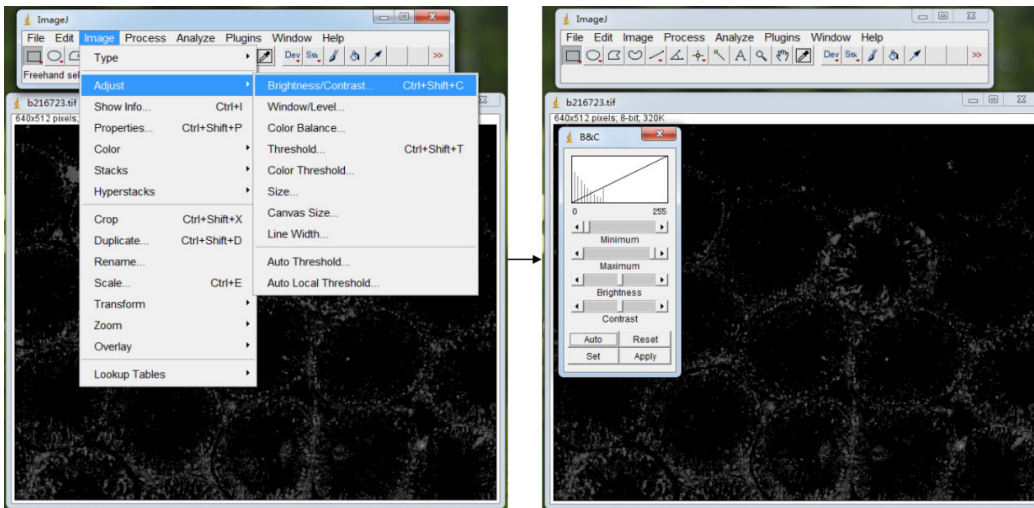 ImageJ
File Edit Image Process Analyze Plugins Window Help
Dev Stk >>
Freehand sel
Type
Adjust
Show Info... Ctrl+I
Properties... Ctrl+Shift+P
Color
Stacks
Hyperstacks
Crop Ctrl+Shift+X
Duplicate... Ctrl+Shift+D
Rename...
Scale... Ctrl+E
Transform
Zoom
Overlay
Lookup Tables
Brightness/Contrast... Ctrl+Shift+C
Window/Level...
Color Balance...
Threshold... Ctrl+Shift+T
Color Threshold...
Size...
Canvas Size...
Line Width...
Auto Threshold...
Auto Local Threshold...
b216723.tif
640x512 pixels;
ImageJ
File Edit Image Process Analyze Plugins Window Help
A Dev Stk >>
b216723.tif
640x512 pixels; 8-bit; 320K
B&C
0 255
Minimum
Maximum
Brightness
Contrast
Auto Reset
Set Apply